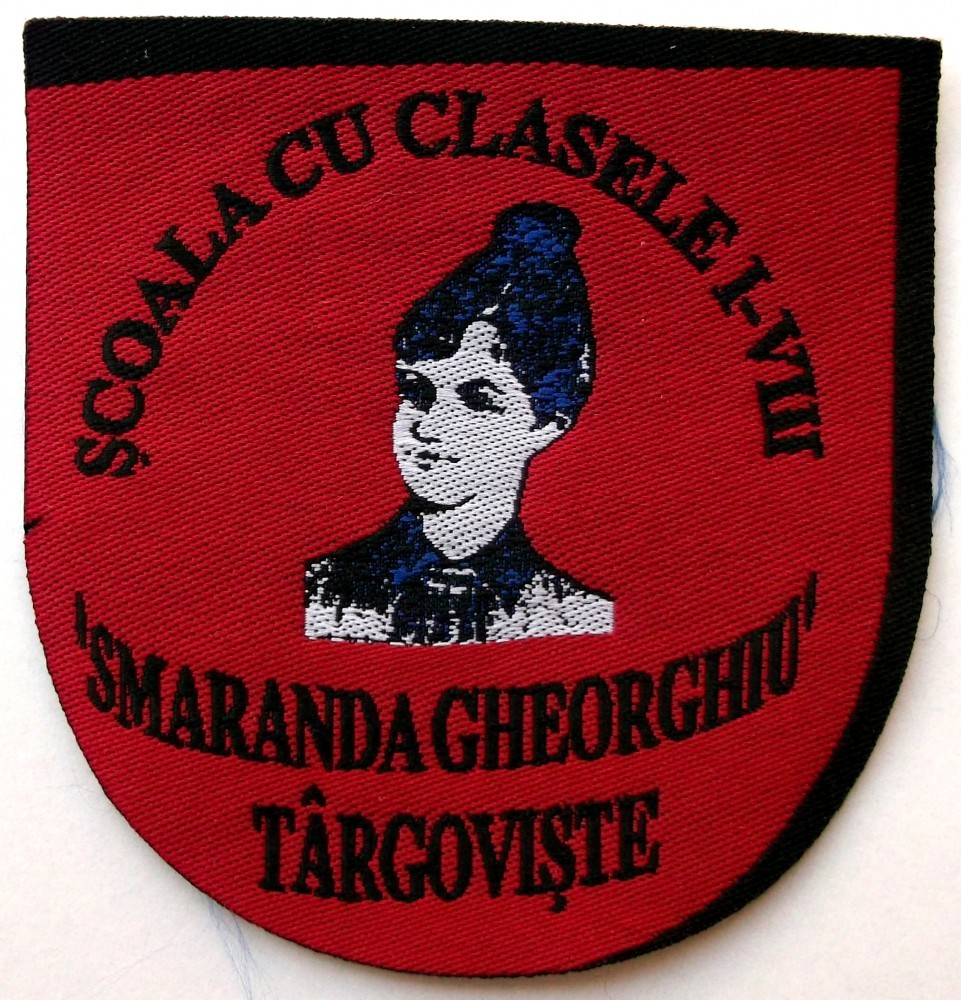 ŞCOALA CU CLASELE I-VIII
"SMARANDA GHEORGHIU"
TÂRGOVIŞTE